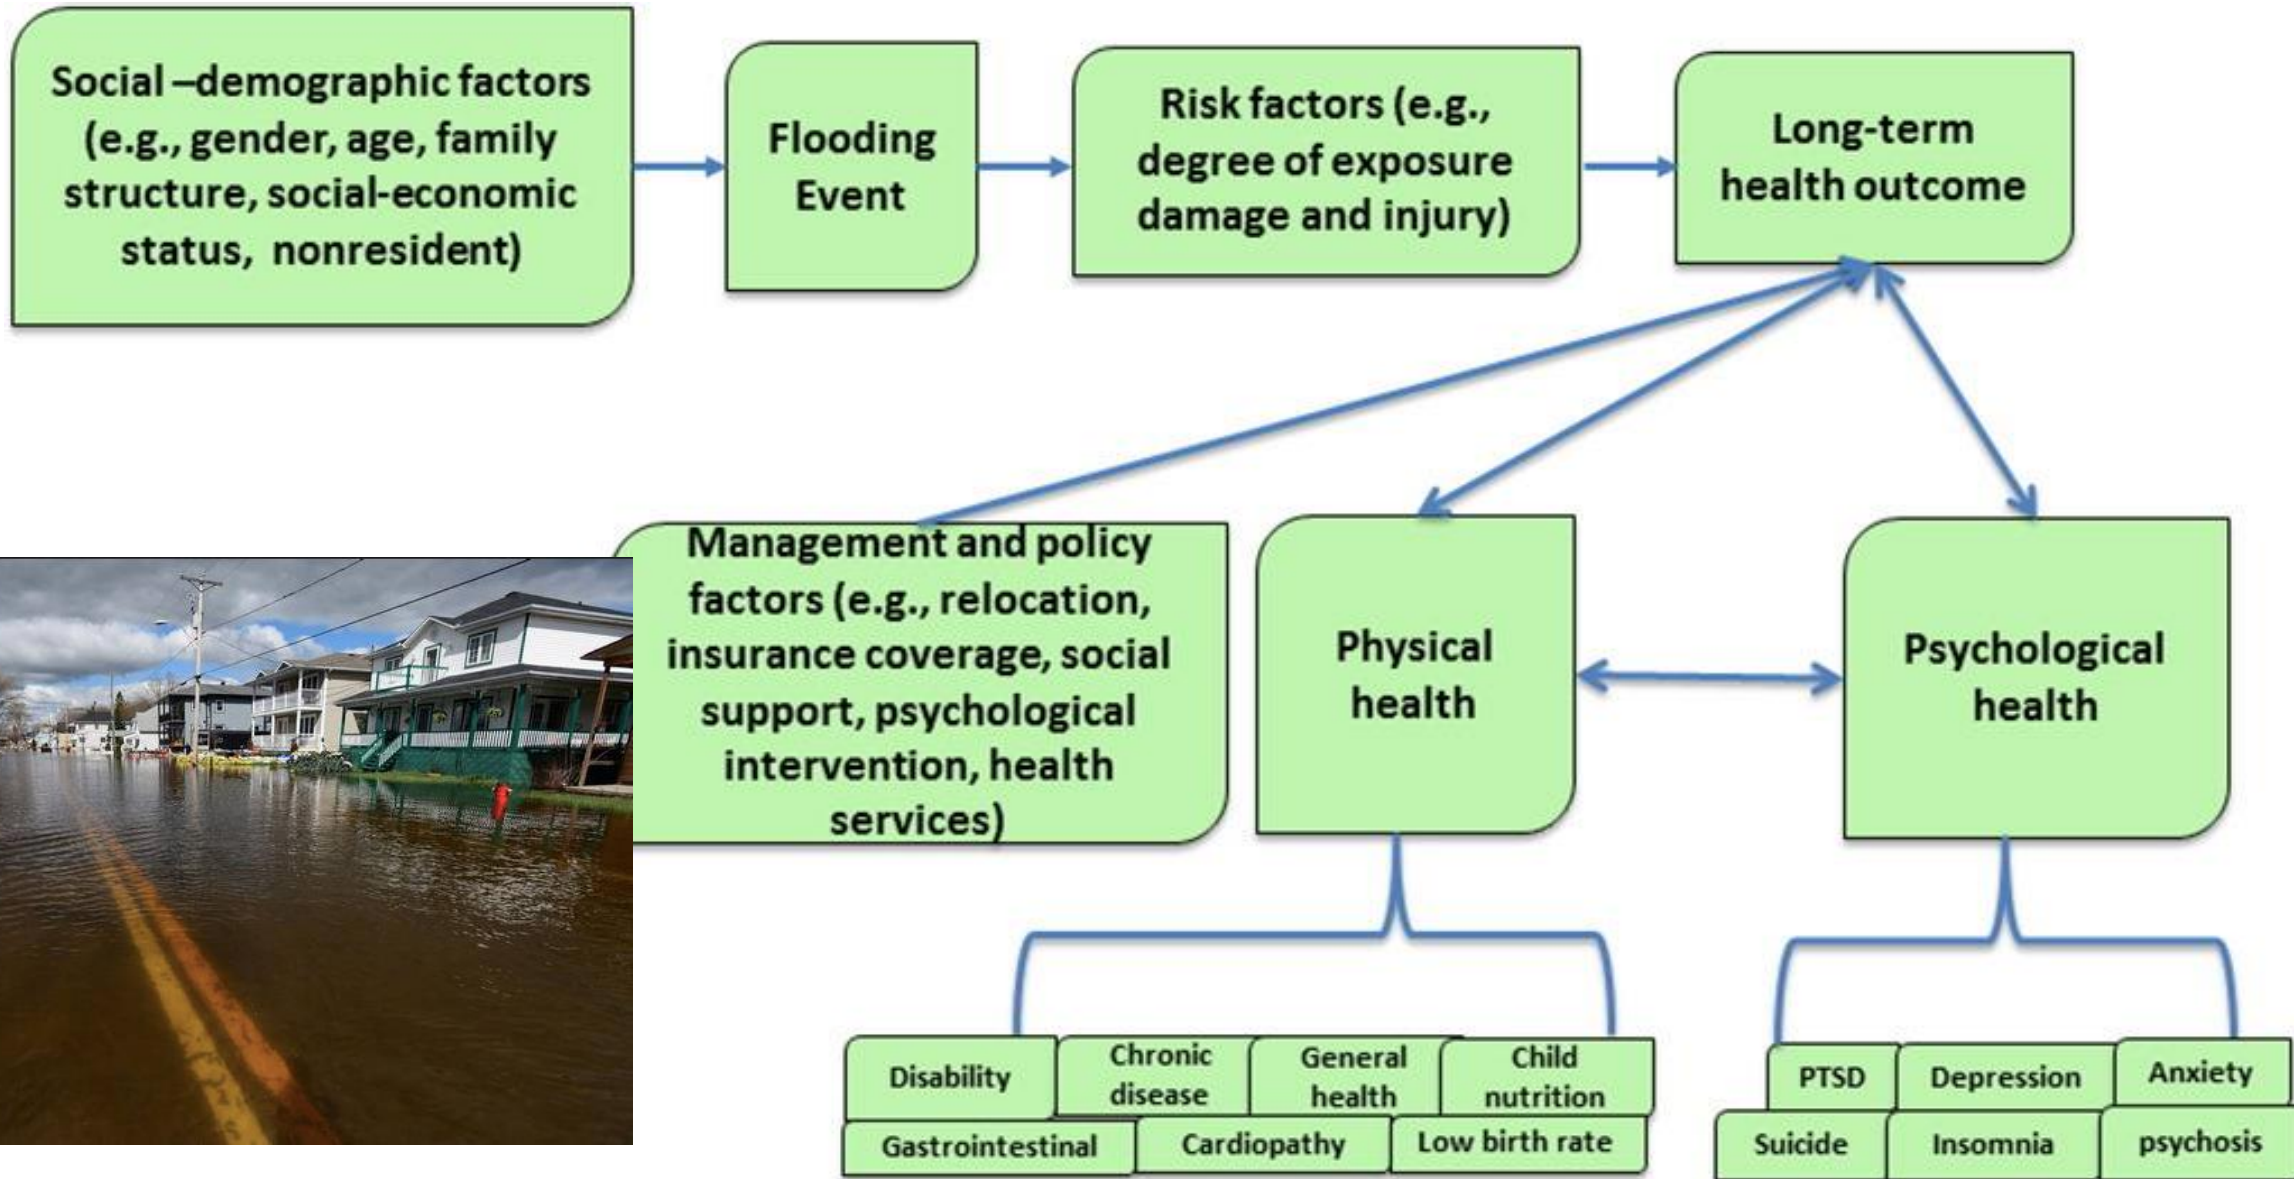 Social –demographic factors
(e.g., gender, age, family
structure, social-economic
status, nonresident)
Flooding
Event
Risk factors (e.g.,
degree of exposure
damage and injury)
Long-term
health outcome
Management and policy
factors (e.g., relocation,
insurance coverage, social
support, psychological
intervention, health
services)
Physical
health
Psychological
health
Disability
Chronic
disease
General
health
Child
nutrition
Gastrointestinal
Cardiopathy
Low birth rate
PTSD
Depression
Anxiety
Suicide
Insomnia
psychosis